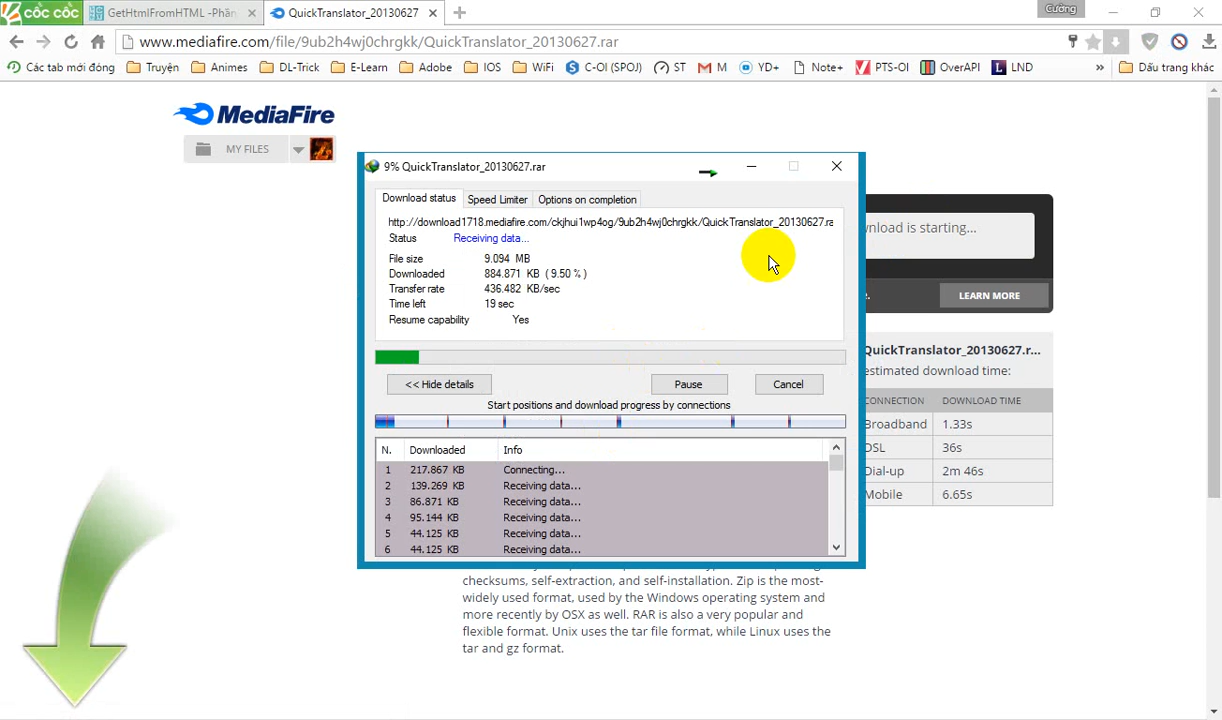 cốc cốc
GetHtmlFromHTML -Phần
QuickTranslator_20130627
Cường
www.mediafire.com/file/9ub2h4wj0chrgkk/QuickTranslator_20130627.rar
Các tab mới đóng
Truyện
Animes
DL-Trick
E-Learn
Adobe
IOS
WiFi
C-OI (SPOJ)
ST
M
YD+
Note+
PTS-OI
OverAPI
LND
»
Dấu trang khác
MediaFire
MY FILES
9% QuickTranslator_20130627.rar
Download status
Speed Limiter
Options on completion
http://download1718.mediafire.com/ckjhui1wp4og/9ub2h4wj0chrgkk/QuickTranslator_20130627.ra
Status Receiving data...
File size 9.094 MB
Downloaded 884.871 KB ( 9.50 % )
Transfer rate 436.482 KB/sec
Time left 19 sec
Resume capability Yes
<< Hide details
Pause
Cancel
Start positions and download progress by connections
N. Downloaded Info
1 217.867 KB Connecting...
2 139.269 KB Receiving data...
3 86.871 KB Receiving data...
4 95.144 KB Receiving data...
5 44.125 KB Receiving data...
6 44.125 KB Receiving data...
nload is starting...
e.
LEARN MORE
QuickTranslator_20130627.r...
estimated download time:
CONNECTION DOWNLOAD TIME
Broadband 1.33s
DSL 36s
Dial-up 2m 46s
Mobile 6.65s
checksums, self-extraction, and self-installation. Zip is the most-
widely used format, used by the Windows operating system and
more recently by OSX as well. RAR is also a very popular and
flexible format. Unix uses the tar file format, while Linux uses the
tar and gz format.